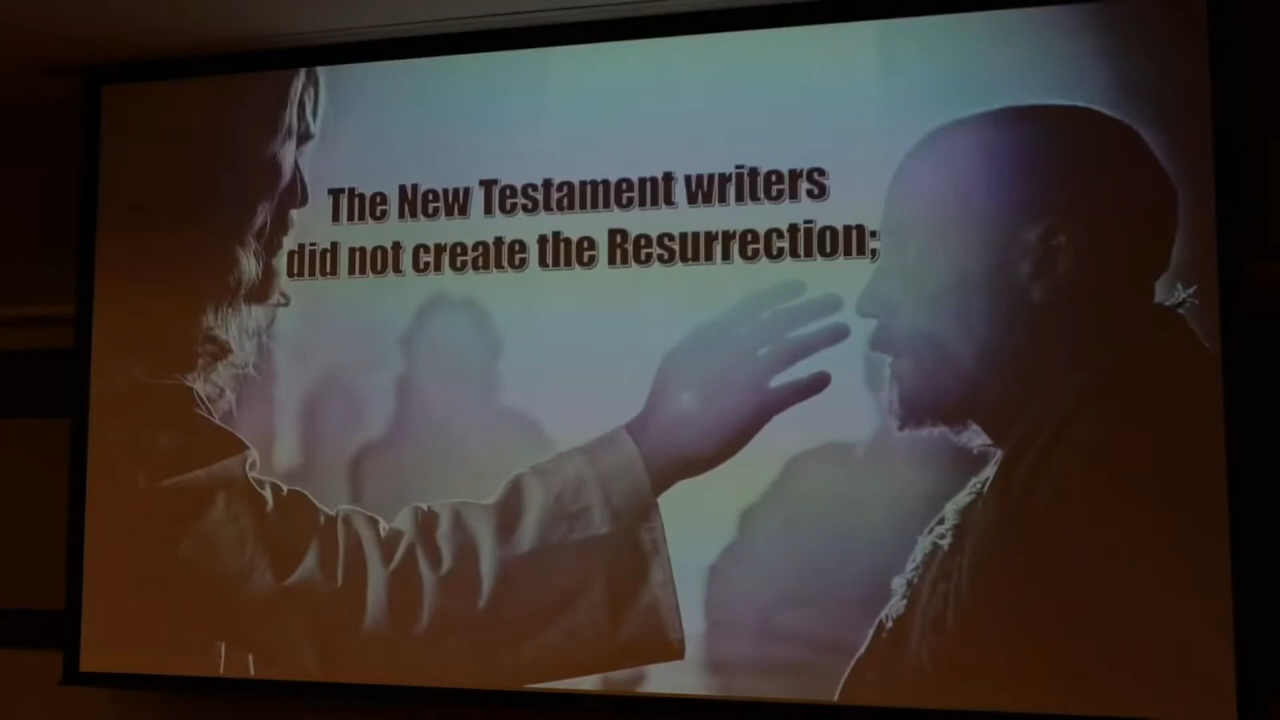 The New Testament writers
did not create the Resurrection;